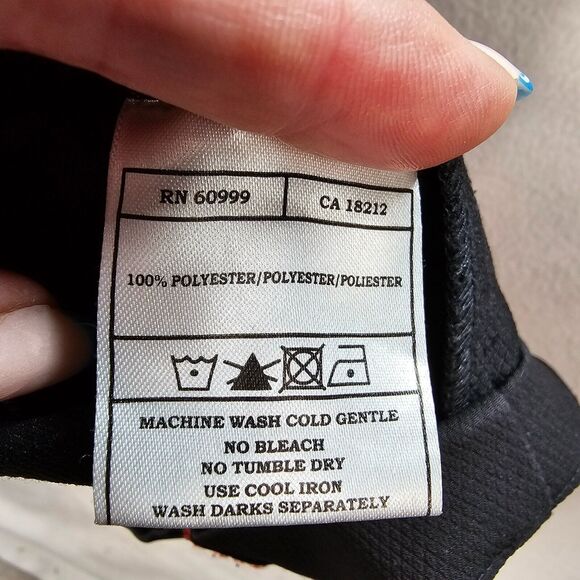 RN 60999
CA 18212
100% POLYESTER/POLYESTER/POLIESTER
MACHINE WASH COLD GENTLE
NO BLEACH
NO TUMBLE DRY
USE COOL IRON
WASH DARKS SEPARATELY